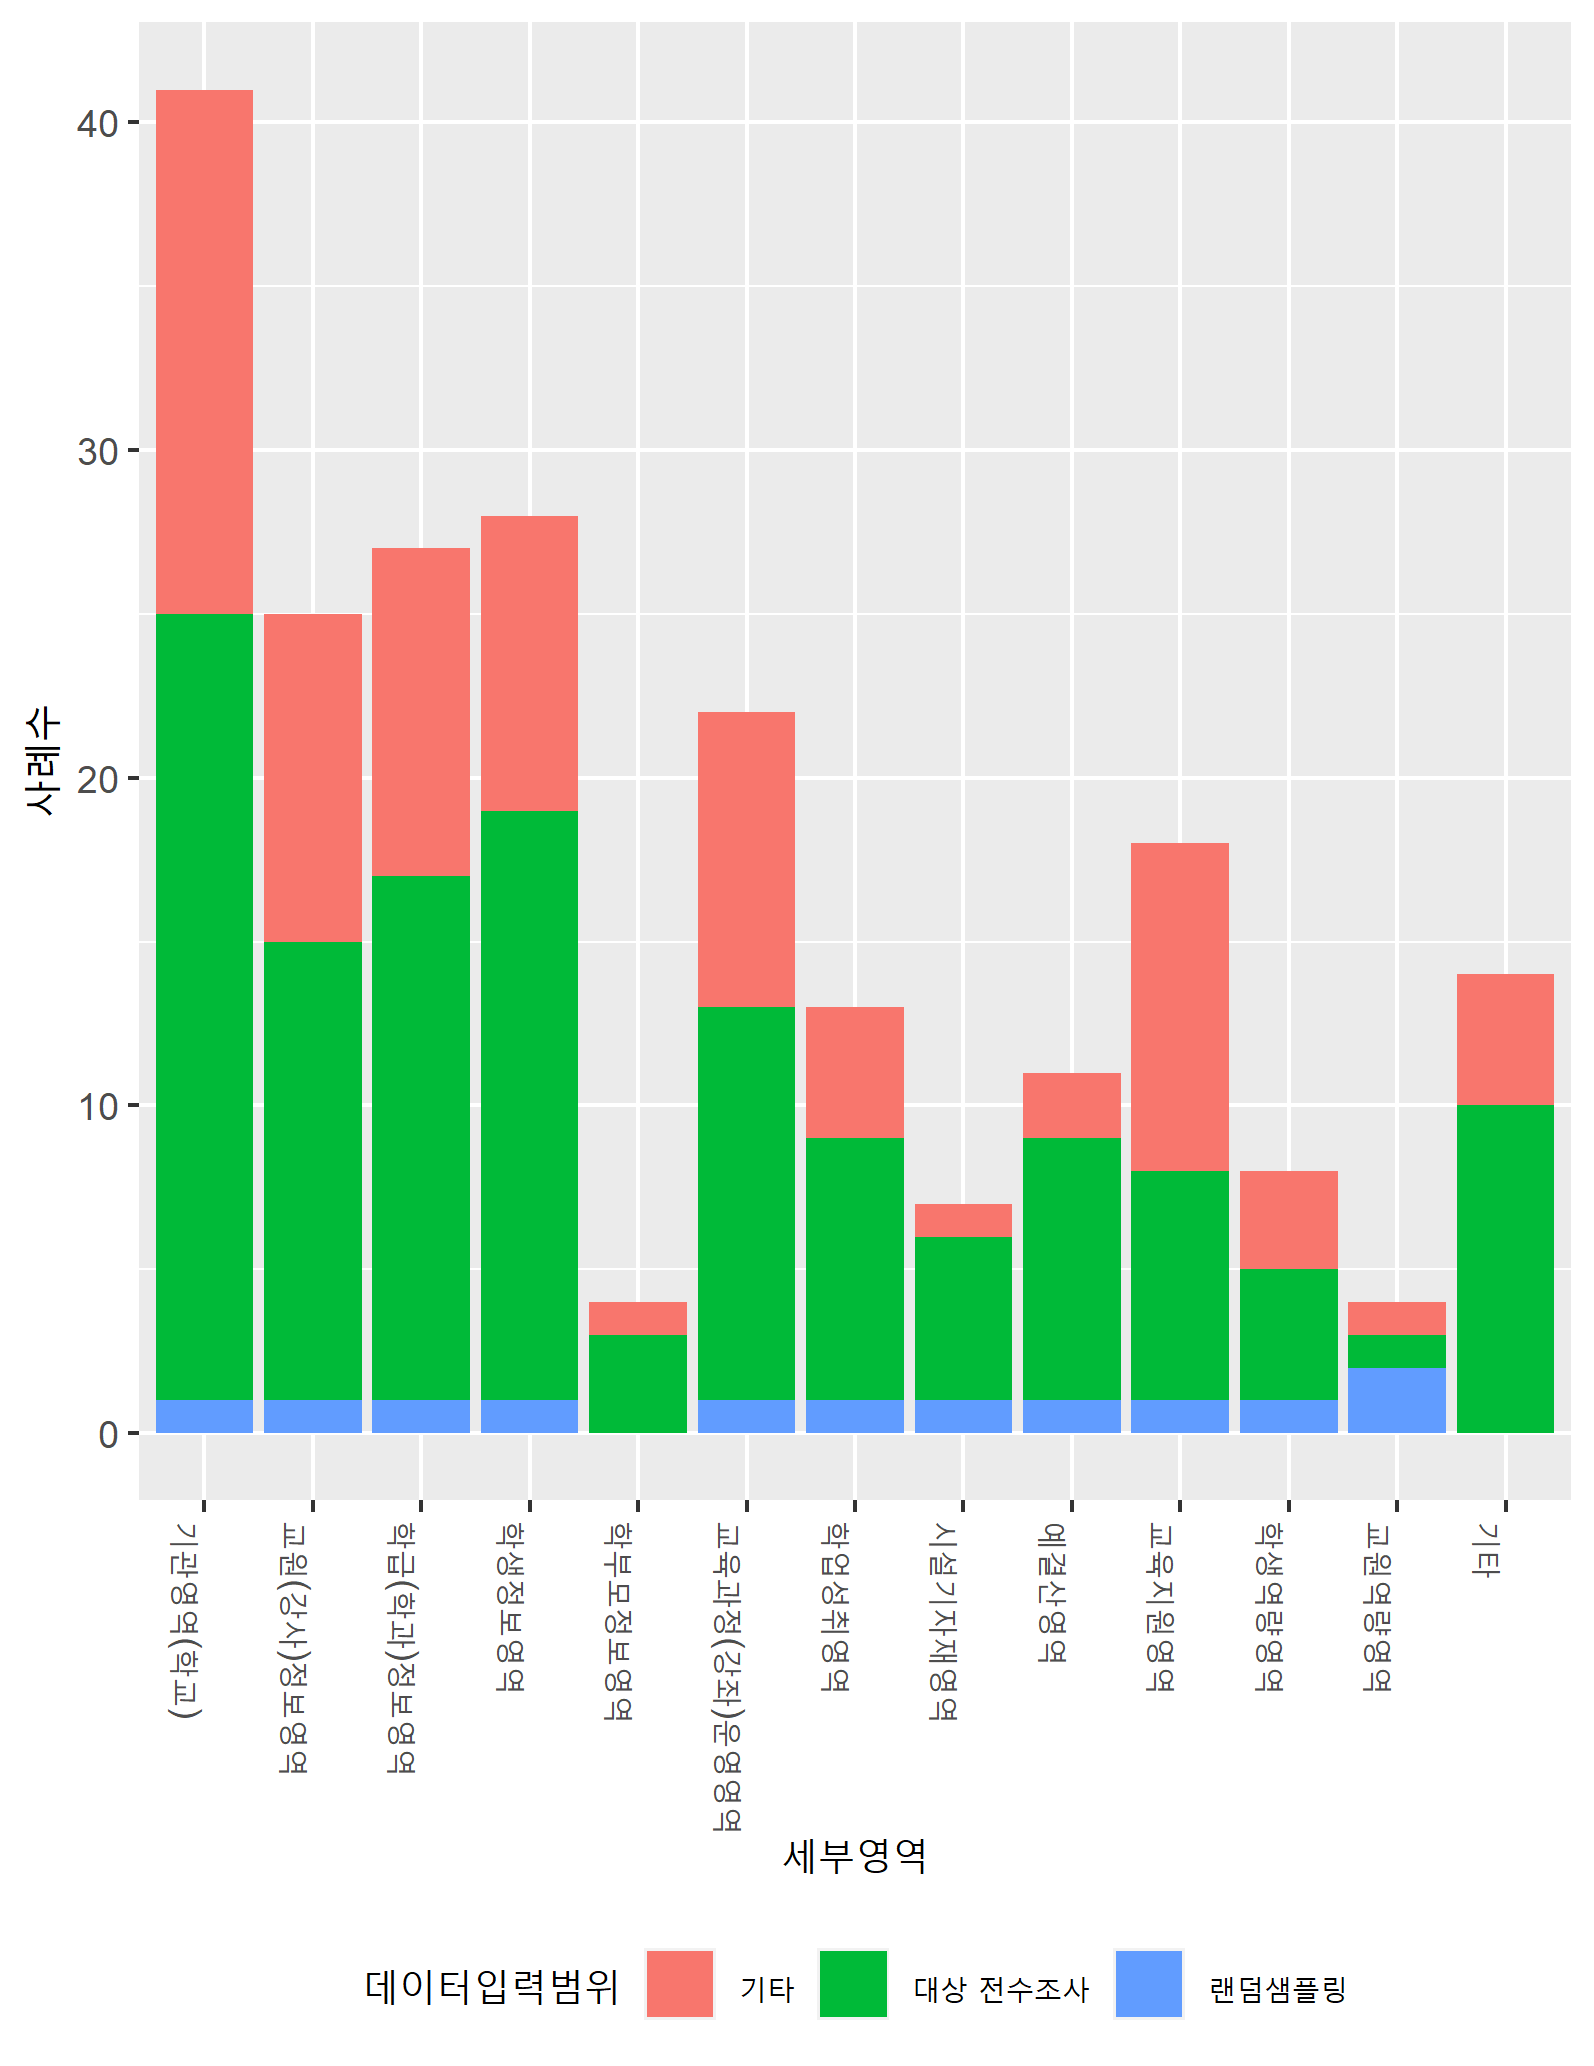 40
30
20
10
0
사례수
기관영역(학교)
교원(강사)정보영역
학급(학과)정보영역
학생정보영역
학부모정보영역
교육과정(강좌)운영영역
학업성취영역
시설기자재영역
예결산영역
교육지원영역
학생역량영역
교원역량영역
기타
세부영역
데이터입력범위 기타 대상 전수조사 랜덤샘플링